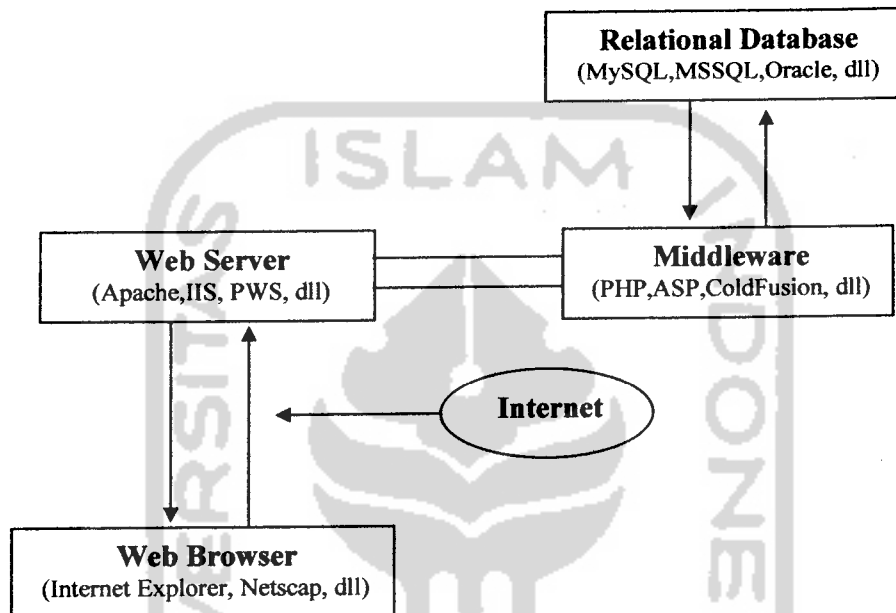 Relational Database
(MySQL,MSSQL,Oracle, dll)
ISLAM
Web Server
(Apache,IIS, PWS, dll)
Middleware
(PHP,ASP,ColdFusion, dll)
Internet
Web Browser
(Internet Explorer, Netscap, dll)